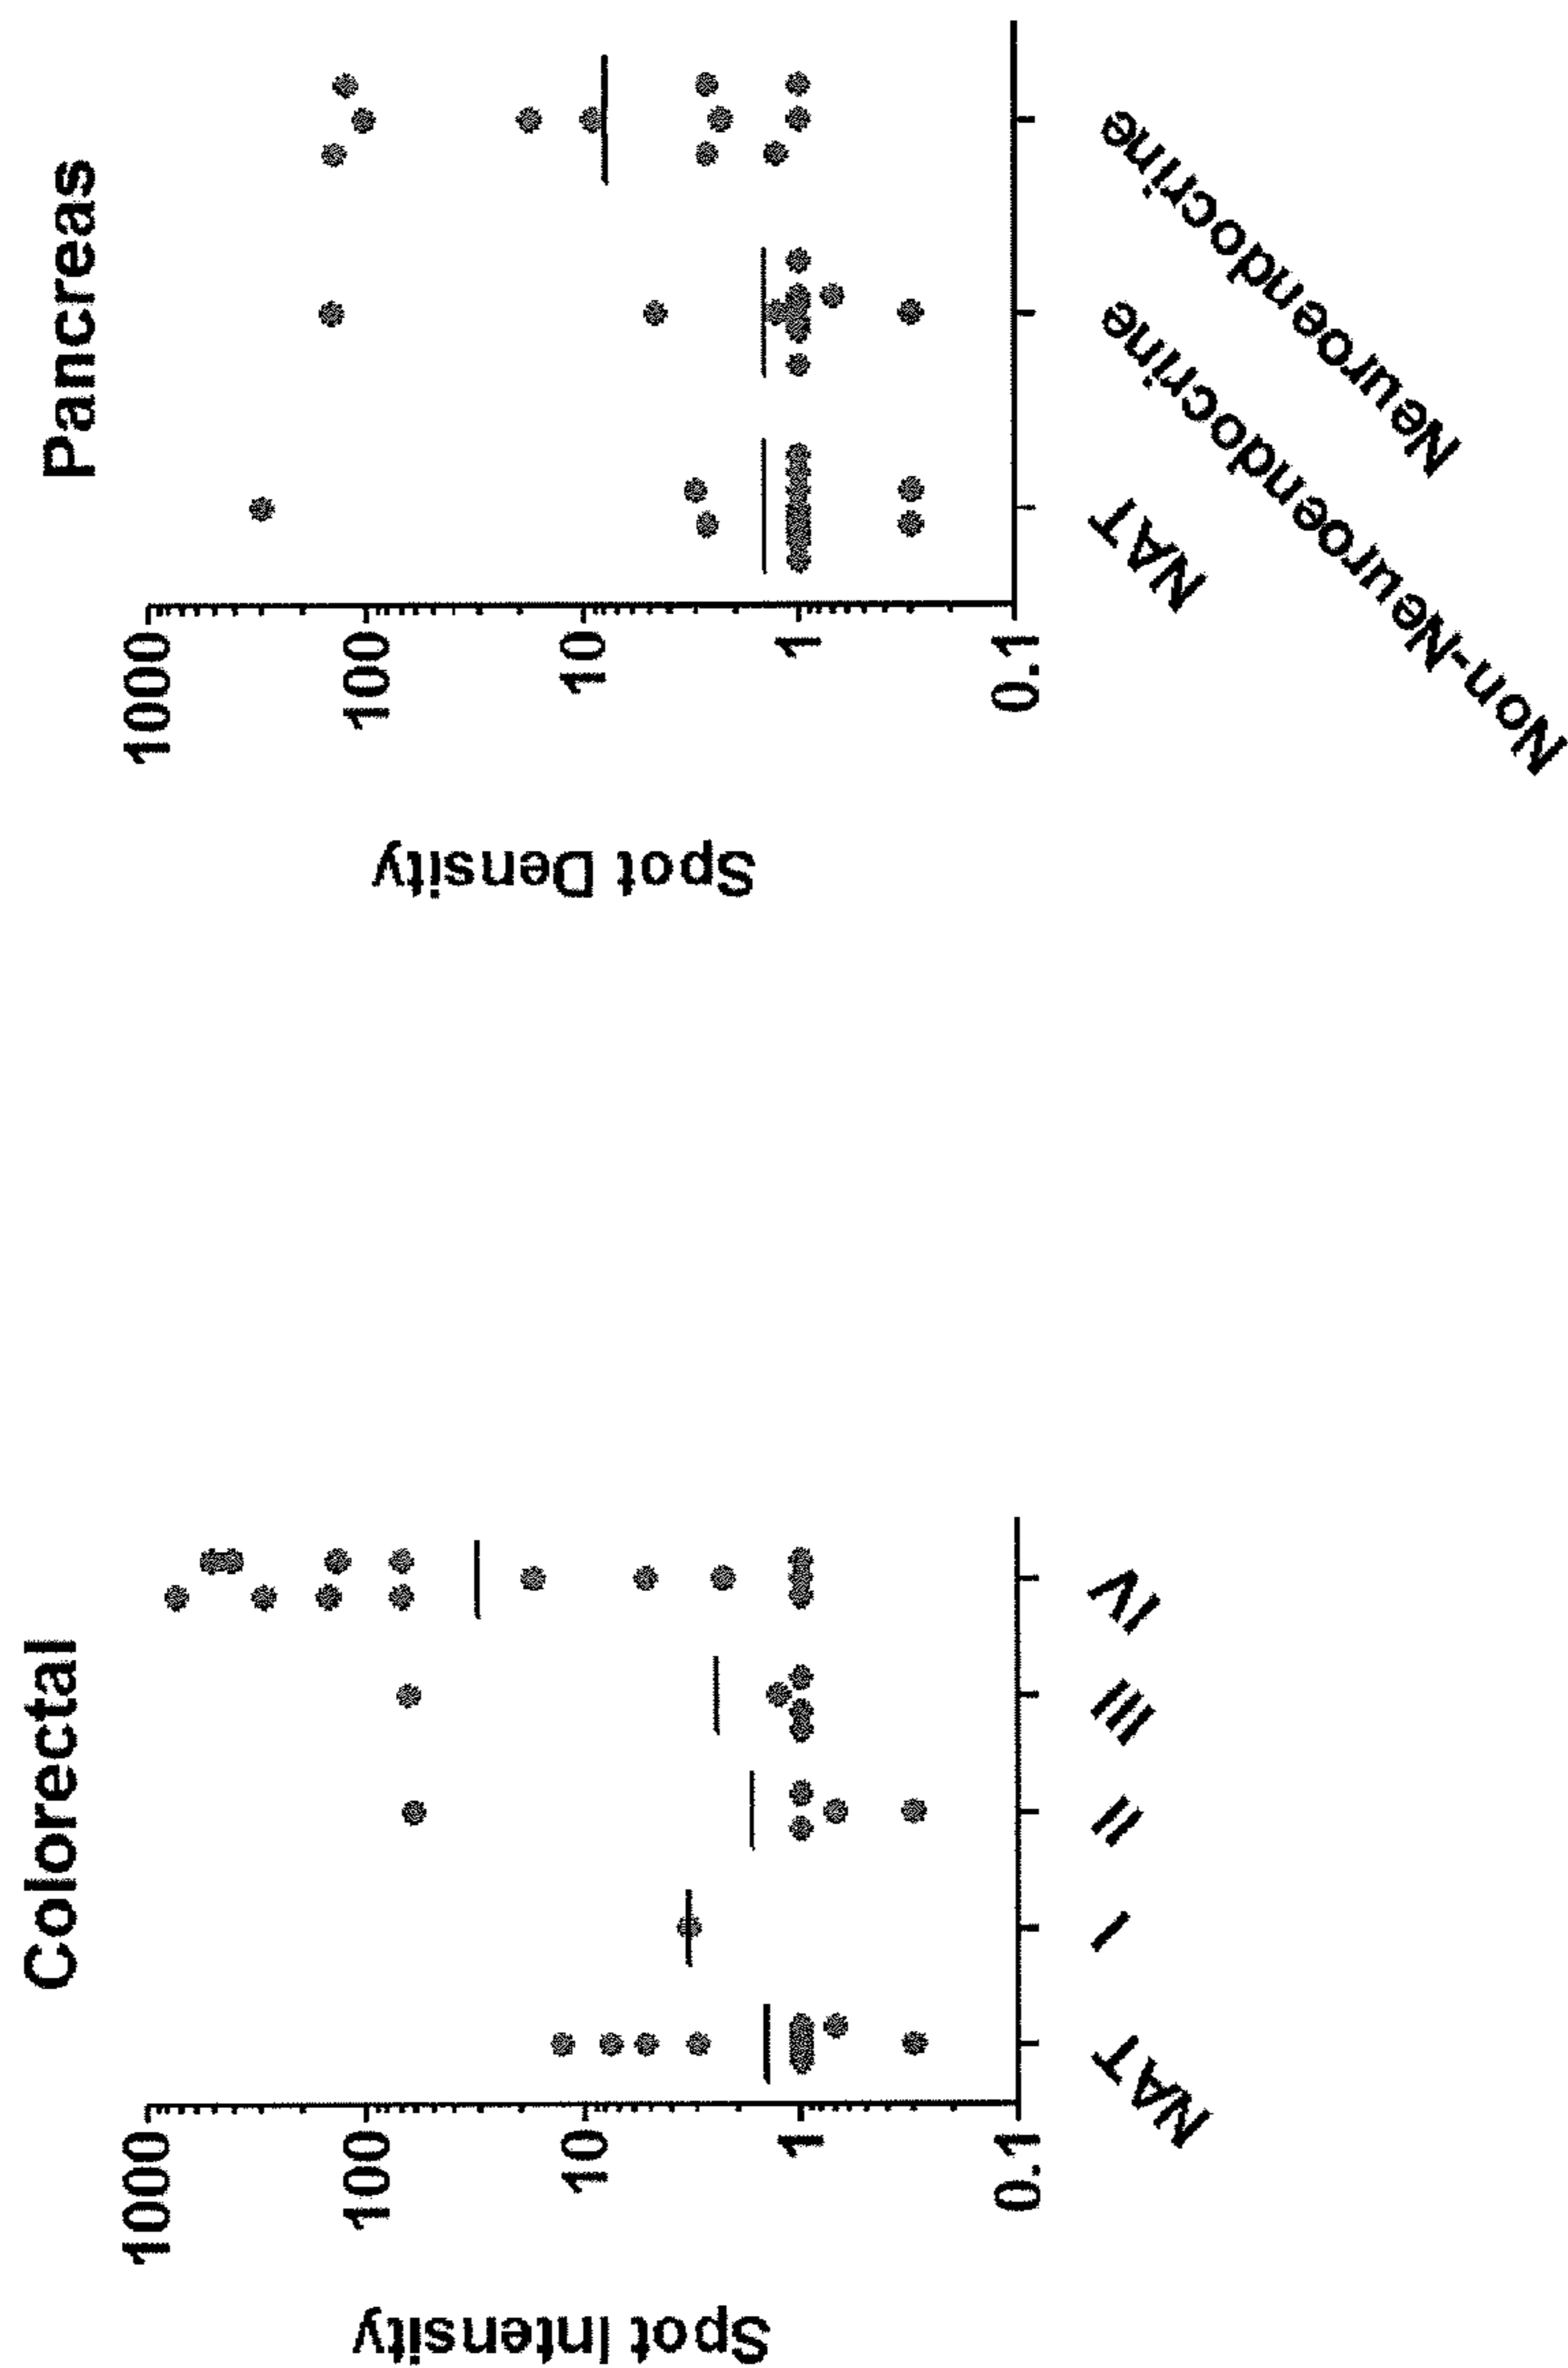 Colorectal
Spot Intensity
1000
100
10
1
0.1
NAT
I
II
III
IV
Pancreas
Spot Density
1000
100
10
1
0.1
NAT
Non-Neuroendocrine
Neuroendocrine